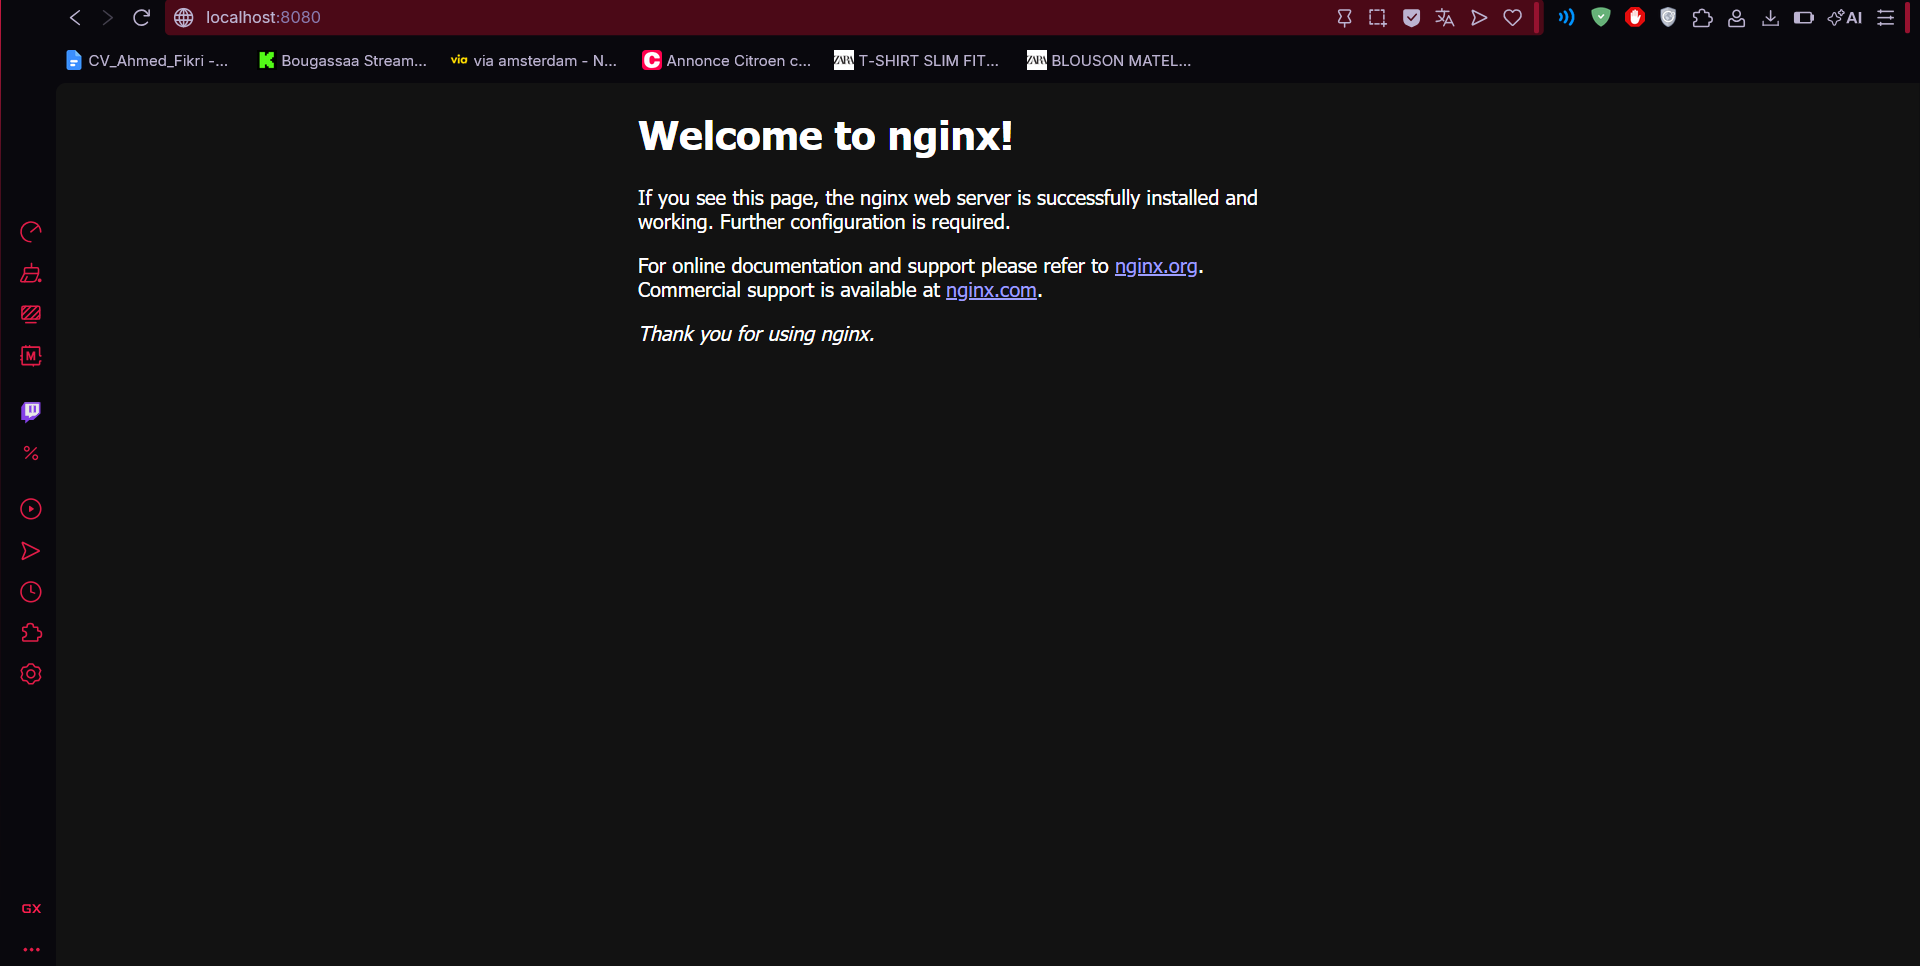 localhost:8080
AI
CV_Ahmed_Fikri -...
Bougassaa Stream...
via via amsterdam - N...
C Annonce Citroen c...
ZARA T-SHIRT SLIM FIT...
ZARA BLOUSON MATEL...
Welcome to nginx!
If you see this page, the nginx web server is successfully installed and
working. Further configuration is required.
For online documentation and support please refer to nginx.org.
Commercial support is available at nginx.com.
Thank you for using nginx.
M
%
GX